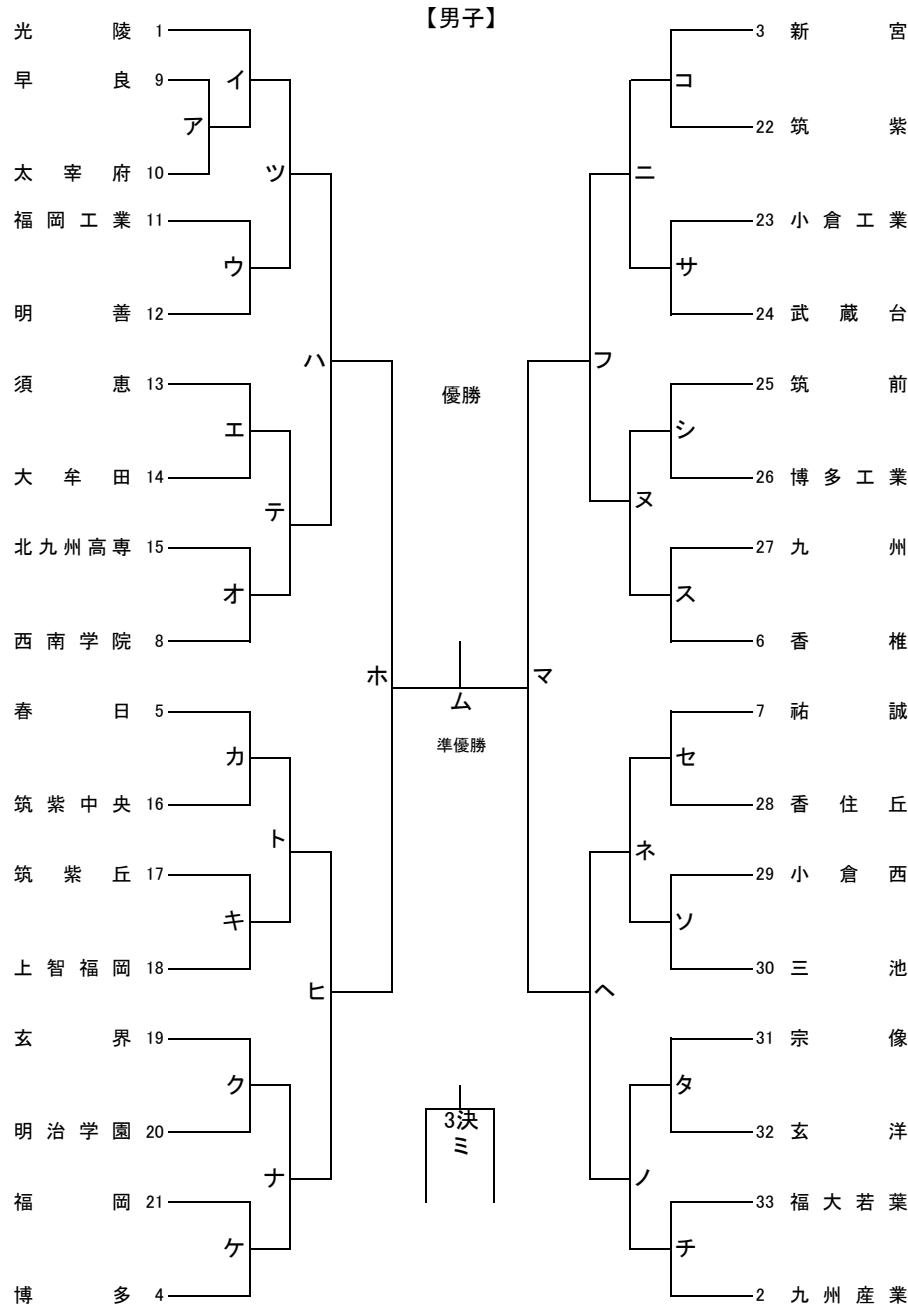 【男子】
光陵 1
早良 9
太宰府 10
福岡工業 11
明善 12
須恵 13
大牟田 14
北九州高専 15
西南学院 8
春日 5
筑紫中央 16
筑紫丘 17
上智福岡 18
玄界 19
明治学園 20
福岡 21
博多 4
ア
イ
ウ
エ
オ
カ
キ
ク
ケ
ツ
テ
ト
ナ
ハ
ヒ
ホ
優勝
ム
準優勝
3決
ミ
マ
フ
ヘ
ニ
ヌ
ネ
ノ
コ
サ
シ
ス
セ
ソ
タ
チ
3 新宮
22 筑紫
23 小倉工業
24 武蔵台
25 筑前
26 博多工業
27 九州
6 香椎
7 祐誠
28 香住丘
29 小倉西
30 三池
31 宗像
32 玄洋
33 福大若葉
2 九州産業